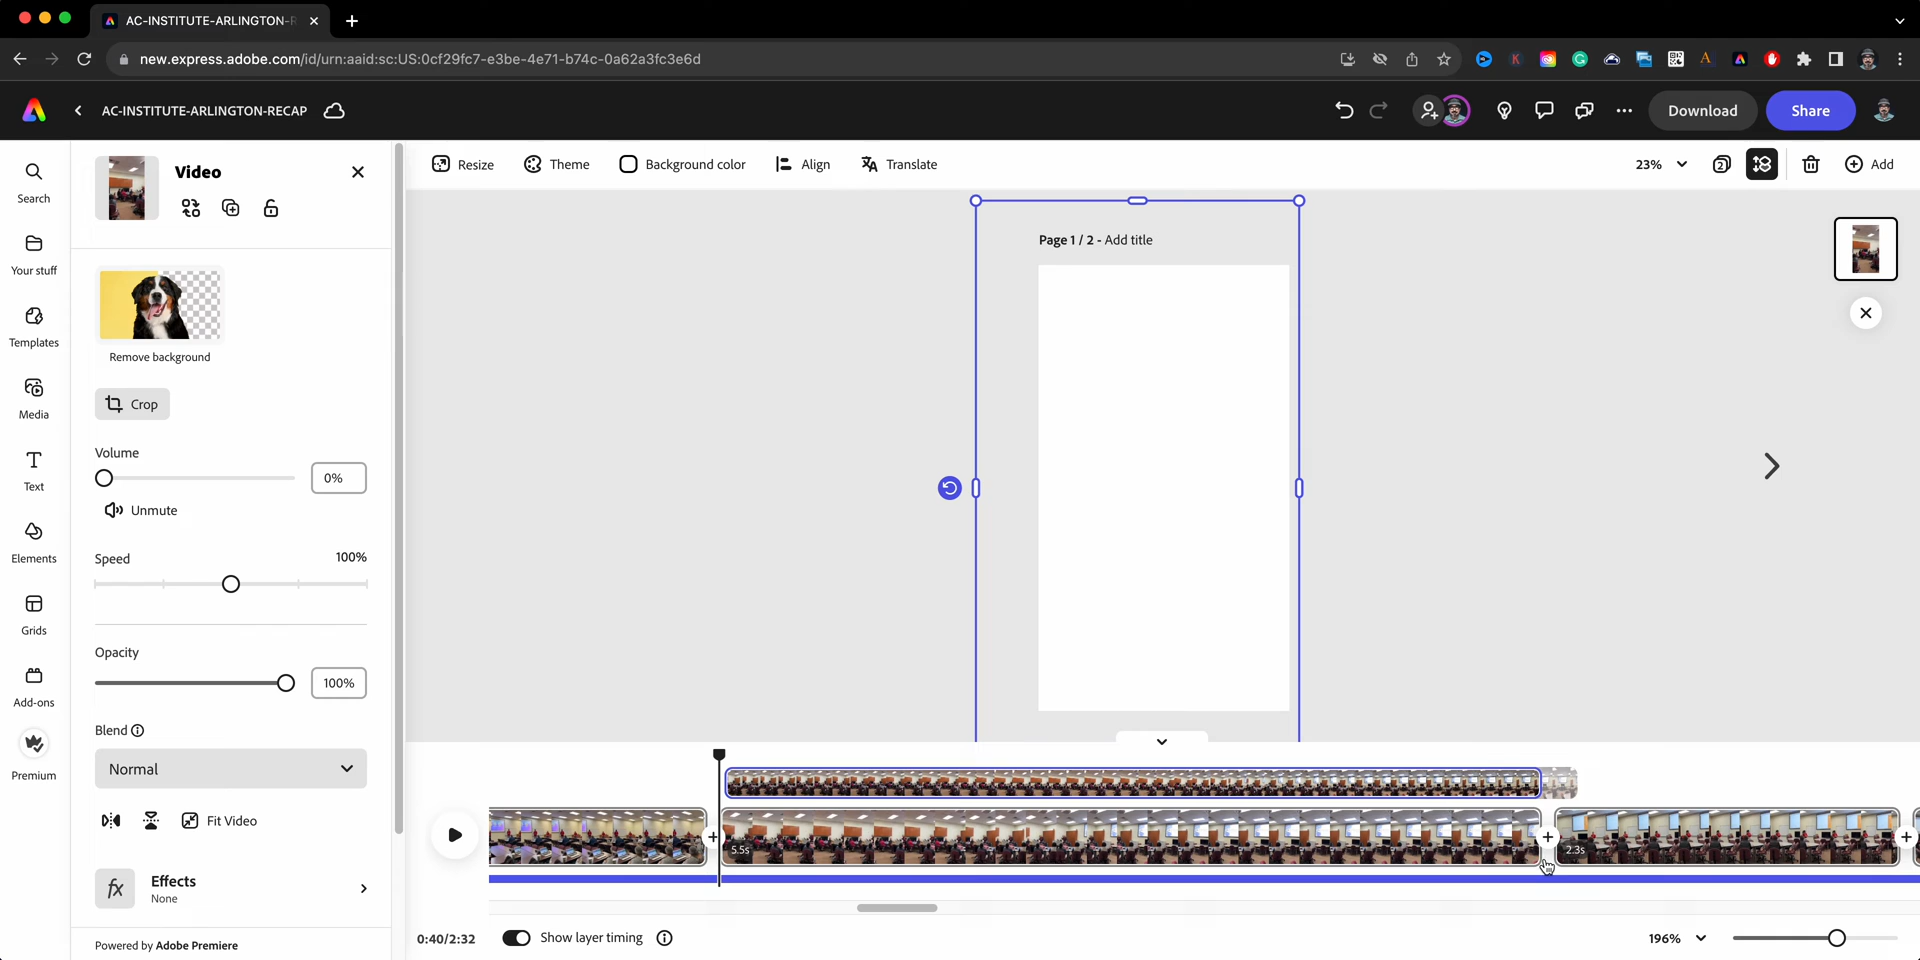 AC-INSTITUTE-ARLINGTON-R
new.express.adobe.com/id/urn:aaid:sc:US:0cf29fc7-e3be-4e71-b74c-0a62a3fc3e6d
AC-INSTITUTE-ARLINGTON-RECAP
Download
Share
Search
Your stuff
Templates
Media
Text
Elements
Grids
Add-ons
Premium
Video
Remove background
Crop
Volume
0%
Unmute
Speed
100%
Opacity
100%
Blend
Normal
Fit Video
fx
Effects
None
Powered by Adobe Premiere
Resize
Theme
Background color
Align
Translate
23%
2
Add
Page 1 / 2 - Add title
5.5s
2.3s
0:40/2:32
Show layer timing
196%